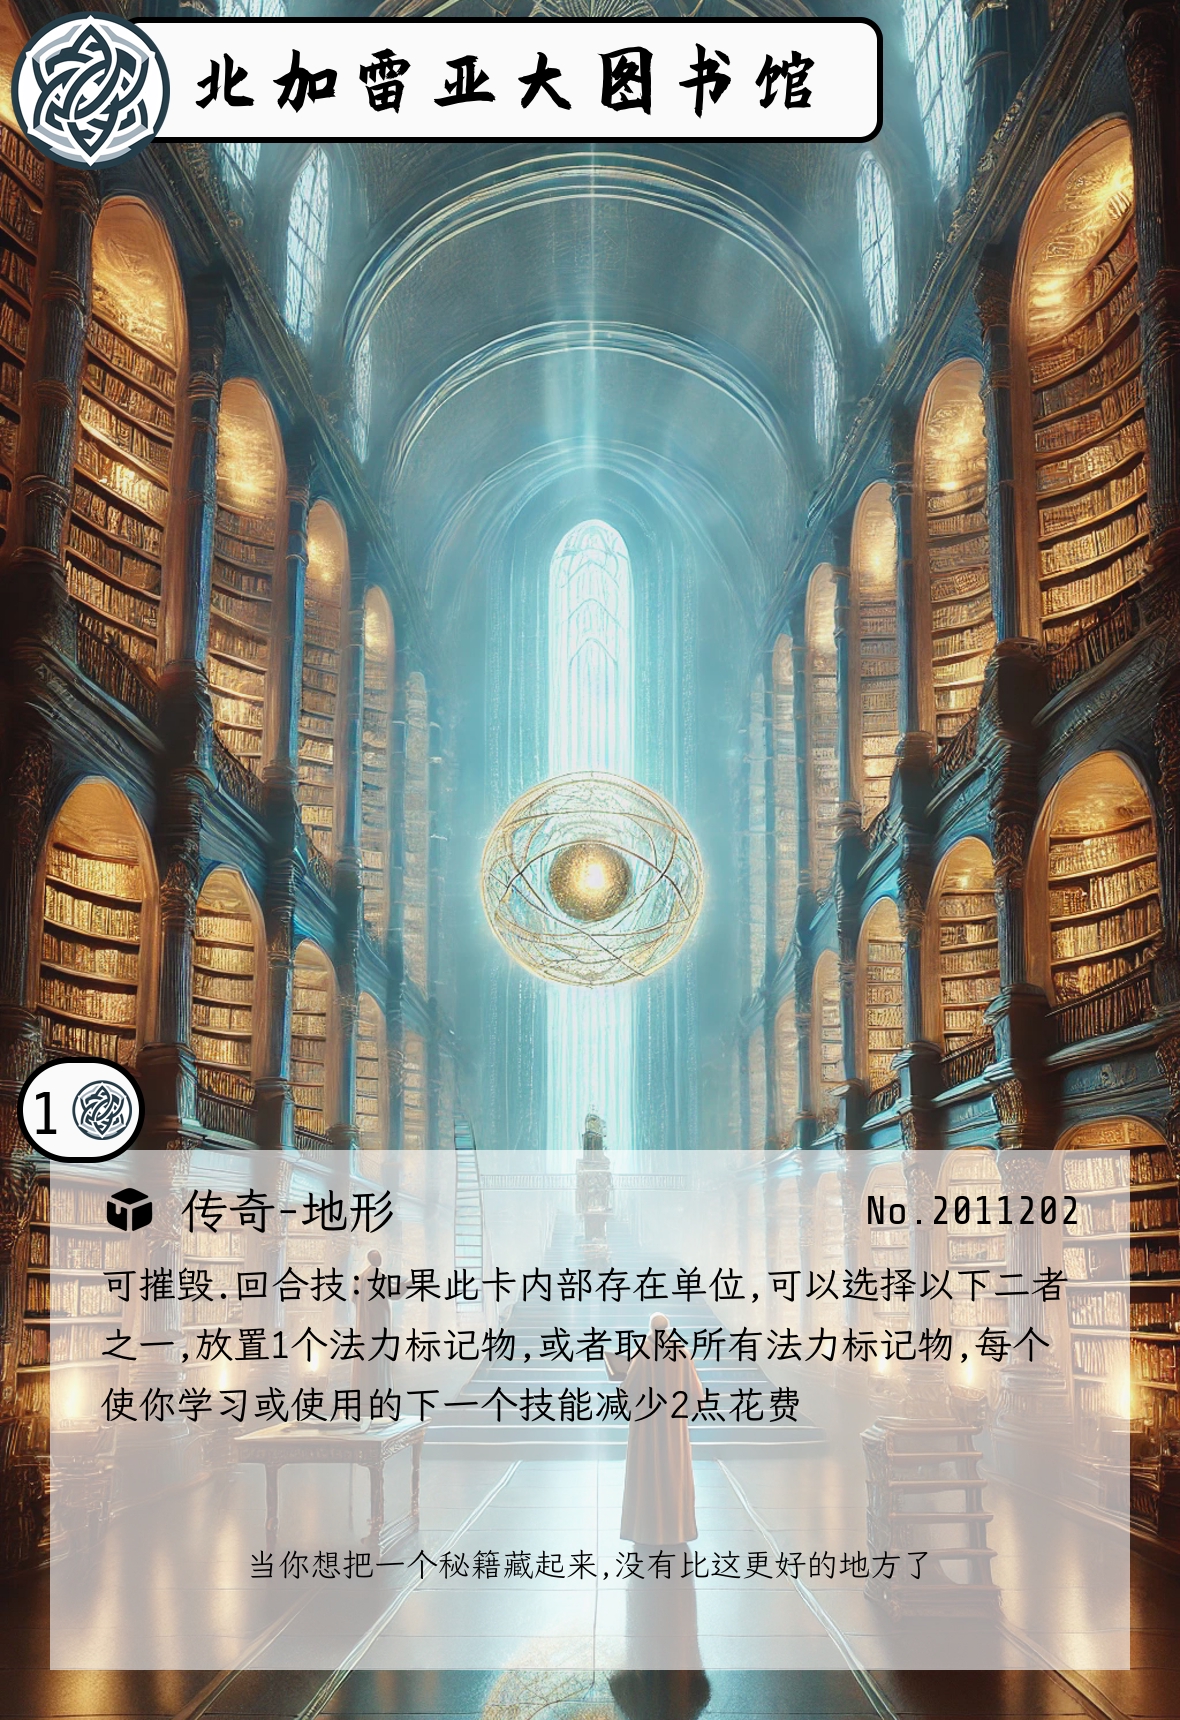 北加雷亚大图书馆
1
传奇-地形
No.2011202
可摧毁.回合技:如果此卡内部存在单位,可以选择以下二者
之一,放置1个法力标记物,或者取除所有法力标记物,每个
使你学习或使用的下一个技能减少2点花费
当你想把一个秘籍藏起来,没有比这更好的地方了